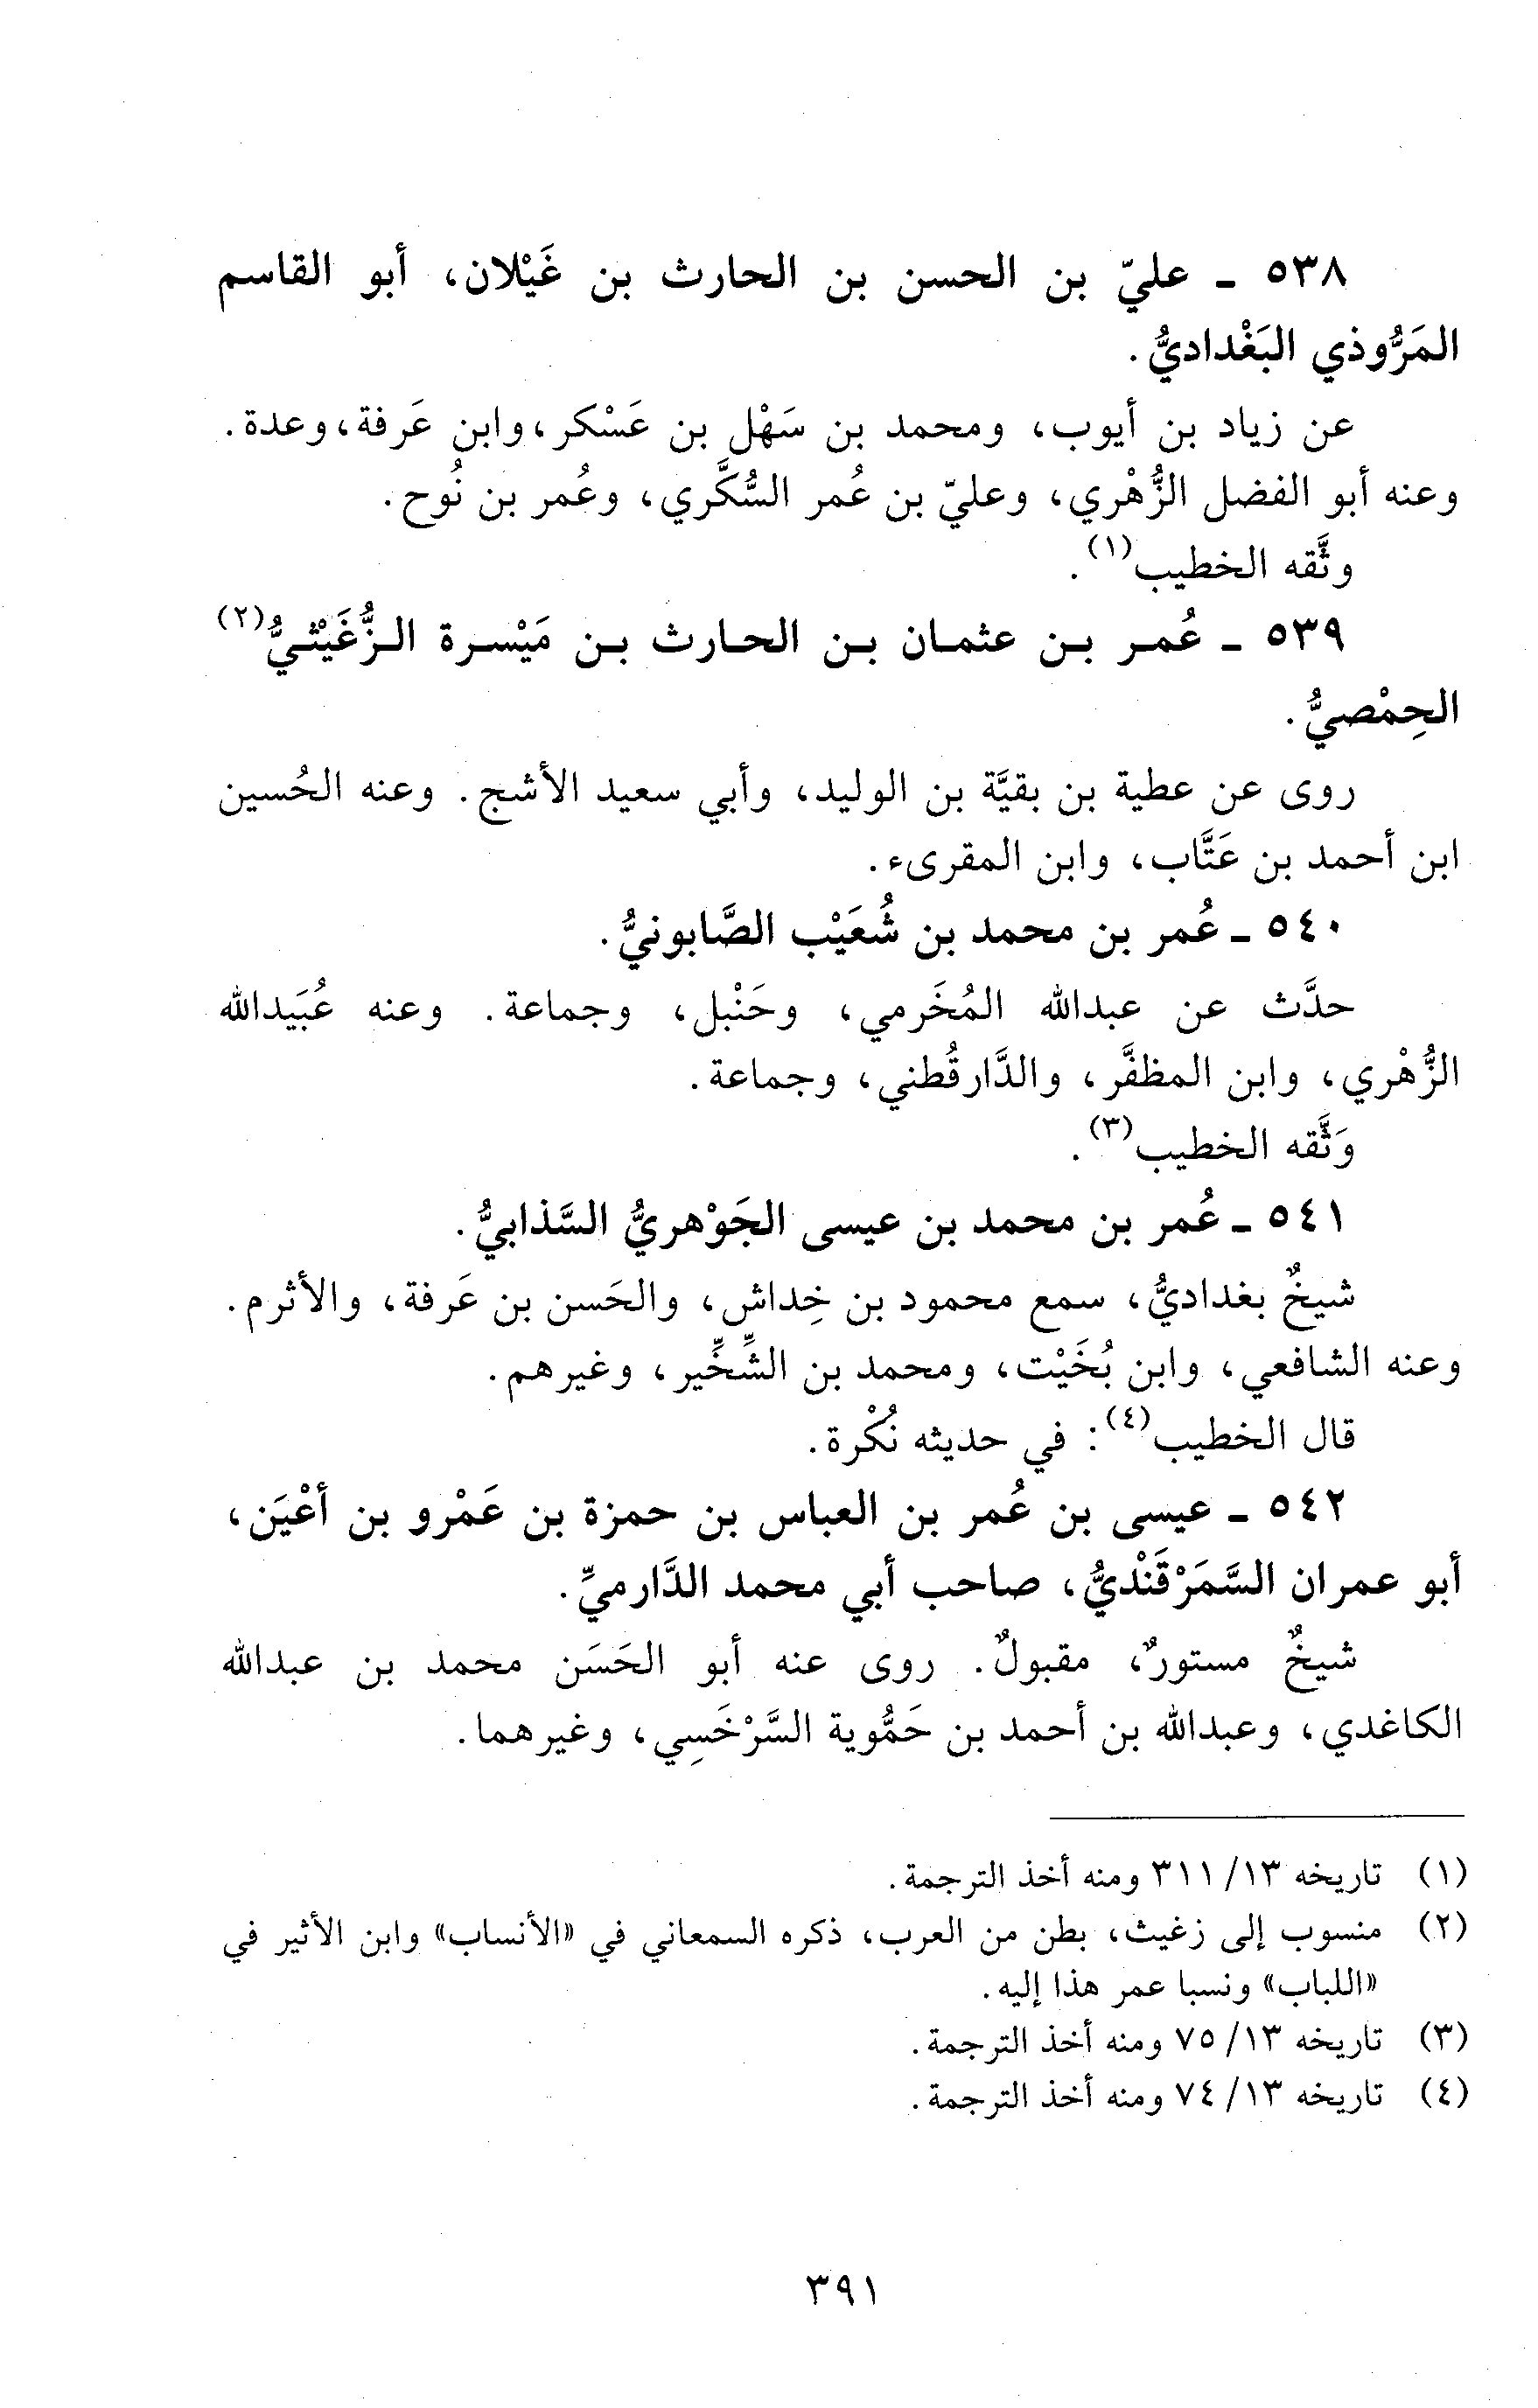 ٥٣٨ ـ عليّ بن الحسن بن الحارث بن غَيْلان، أبو القاسم
المَرُّوذي البَغْداديُّ.
عن زياد بن أيوب، ومحمد بن سَهْل بن عَسْكر، وابن عَرفة، وعدة.
وعنه أبو الفضل الزُّهْري، وعليّ بن عُمر السُّكَّري، وعُمر بن نُوح.
وثَّقه الخطيب(١).
٥٣٩ ـ عُمر بن عثمان بن الحارث بن مَيْسرة الزُّغَيْثيُّ(٢)
الحِمْصيُّ.
روى عن عطية بن بقيَّة بن الوليد، وأبي سعيد الأشج. وعنه الحُسين
ابن أحمد بن عَتَّاب، وابن المقرىء.
٥٤٠ ـ عُمر بن محمد بن شُعَيْب الصَّابونيُّ.
حدَّث عن عبدالله المُخَرمي، وحَنْبل، وجماعة. وعنه عُبَيدالله
الزُّهْري، وابن المظفَّر، والدَّارقُطني، وجماعة.
وَثَّقه الخطيب(٣).
٥٤١ ـ عُمر بن محمد بن عيسى الجَوْهريُّ السَّذابيُّ.
شيخٌ بغداديُّ، سمع محمود بن خِداش، والحَسن بن عَرفة، والأثرم.
وعنه الشافعي، وابن بُخَيْت، ومحمد بن الشِّخِّير، وغيرهم.
قال الخطيب(٤): في حديثه نُكْرة.
٥٤٢ ـ عيسى بن عُمر بن العباس بن حمزة بن عَمْرو بن أعْيَن،
أبو عمران السَّمَرْقَنْديُّ، صاحب أبي محمد الدَّارميِّ.
شيخٌ مستورٌ، مقبولٌ. روى عنه أبو الحَسَن محمد بن عبدالله
الكاغدي، وعبدالله بن أحمد بن حَمُّوية السَّرْخَسِي، وغيرهما.
(١) تاريخه ١٣/ ٣١١ ومنه أخذ الترجمة.
(٢) منسوب إلى زغيث، بطن من العرب، ذكره السمعاني في «الأنساب» وابن الأثير في
«اللباب» ونسبا عمر هذا إليه.
(٣) تاريخه ١٣/ ٧٥ ومنه أخذ الترجمة.
(٤) تاريخه ١٣/ ٧٤ ومنه أخذ الترجمة.
٣٩١